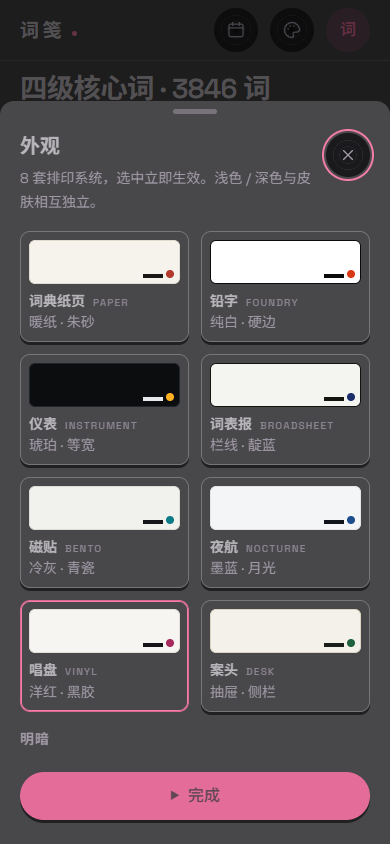 词笺
词
四级核心词 · 3846 词
外观
8 套排印系统，选中立即生效。浅色 / 深色与皮
肤相互独立。
词典纸页 PAPER
暖纸 · 朱砂
铅字 FOUNDRY
纯白 · 硬边
仪表 INSTRUMENT
琥珀 · 等宽
词表报 BROADSHEET
栏线 · 靛蓝
磁贴 BENTO
冷灰 · 青瓷
夜航 NOCTURNE
墨蓝 · 月光
唱盘 VINYL
洋红 · 黑胶
案头 DESK
抽屉 · 侧栏
明暗
完成